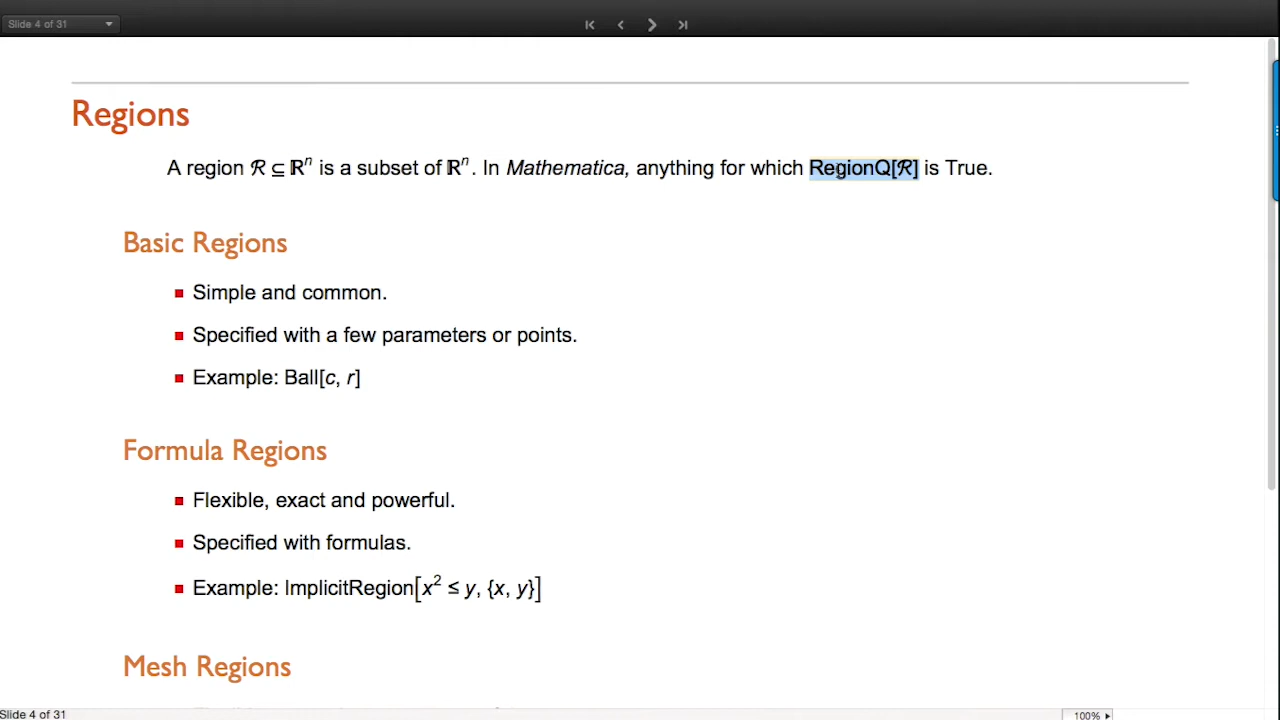 Slide 4 of 31
Regions
A region ℛ ⊆ ℝⁿ is a subset of ℝⁿ. In Mathematica, anything for which RegionQ[ℛ] is True.
Basic Regions
Simple and common.
Specified with a few parameters or points.
Example: Ball[c, r]
Formula Regions
Flexible, exact and powerful.
Specified with formulas.
Example: ImplicitRegion[x² ≤ y, {x, y}]
Mesh Regions
Slide 4 of 31
100%